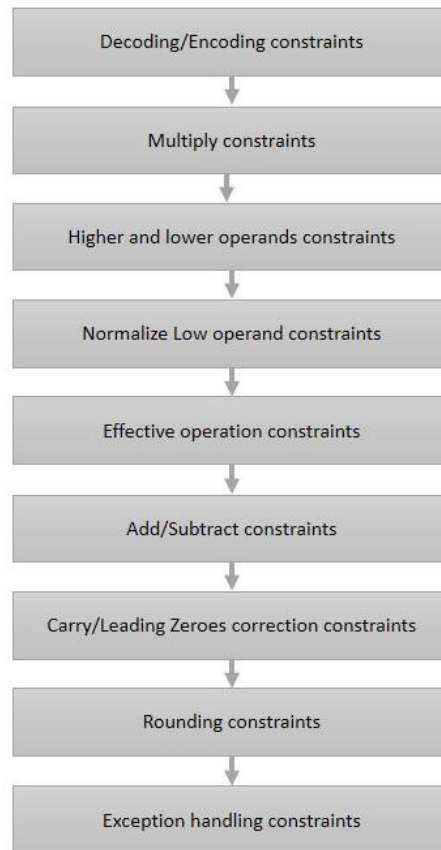 Decoding/Encoding constraints
Multiply constraints
Higher and lower operands constraints
Normalize Low operand constraints
Effective operation constraints
Add/Subtract constraints
Carry/Leading Zeroes correction constraints
Rounding constraints
Exception handling constraints